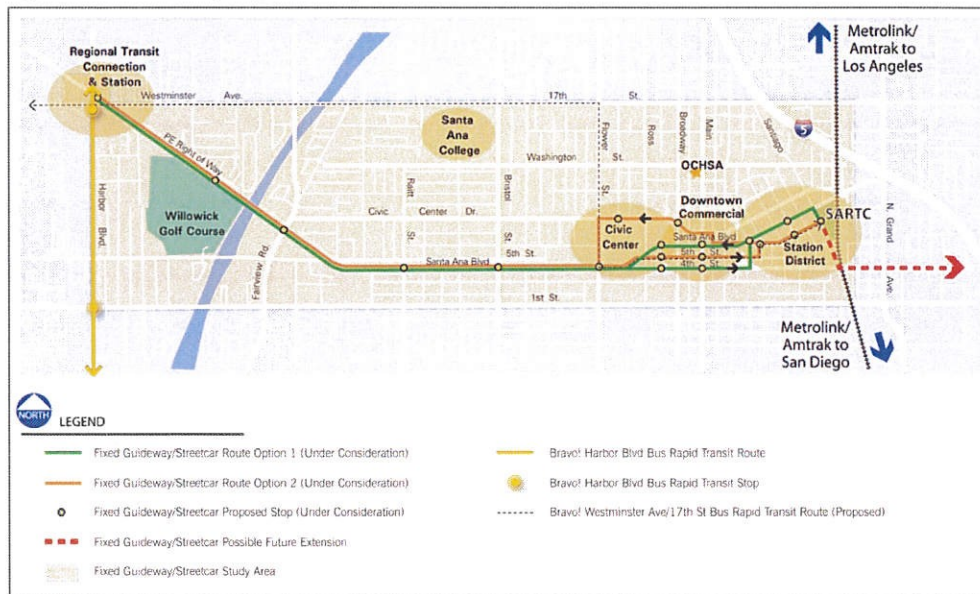 Regional Transit
Connection
& Station
Metrolink/
Amtrak to
Los Angeles
Westminster Ave.
17th St.
5
Santa
Ana
College
Flower St.
Ross
Broadway
Main
Santiago
PE Right of Way
Washington
OCHSA
Harbor Blvd.
Willowick
Golf Course
Raitt St.
Bristol St.
St.
Civic Center Dr.
Downtown
Commercial
SARTC
N. Grand Ave.
Civic
Center
Santa Ana Blvd
5th St.
4th St.
Station
District
Fairview Rd.
Santa Ana Blvd.
5th St.
1st St.
Metrolink/
Amtrak to
San Diego
NORTH
LEGEND
Fixed Guideway/Streetcar Route Option 1 (Under Consideration)
Fixed Guideway/Streetcar Route Option 2 (Under Consideration)
Fixed Guideway/Streetcar Proposed Stop (Under Consideration)
Fixed Guideway/Streetcar Possible Future Extension
Fixed Guideway/Streetcar Study Area
Bravo! Harbor Blvd Bus Rapid Transit Route
Bravo! Harbor Blvd Bus Rapid Transit Stop
Bravo! Westminster Ave/17th St Bus Rapid Transit Route (Proposed)